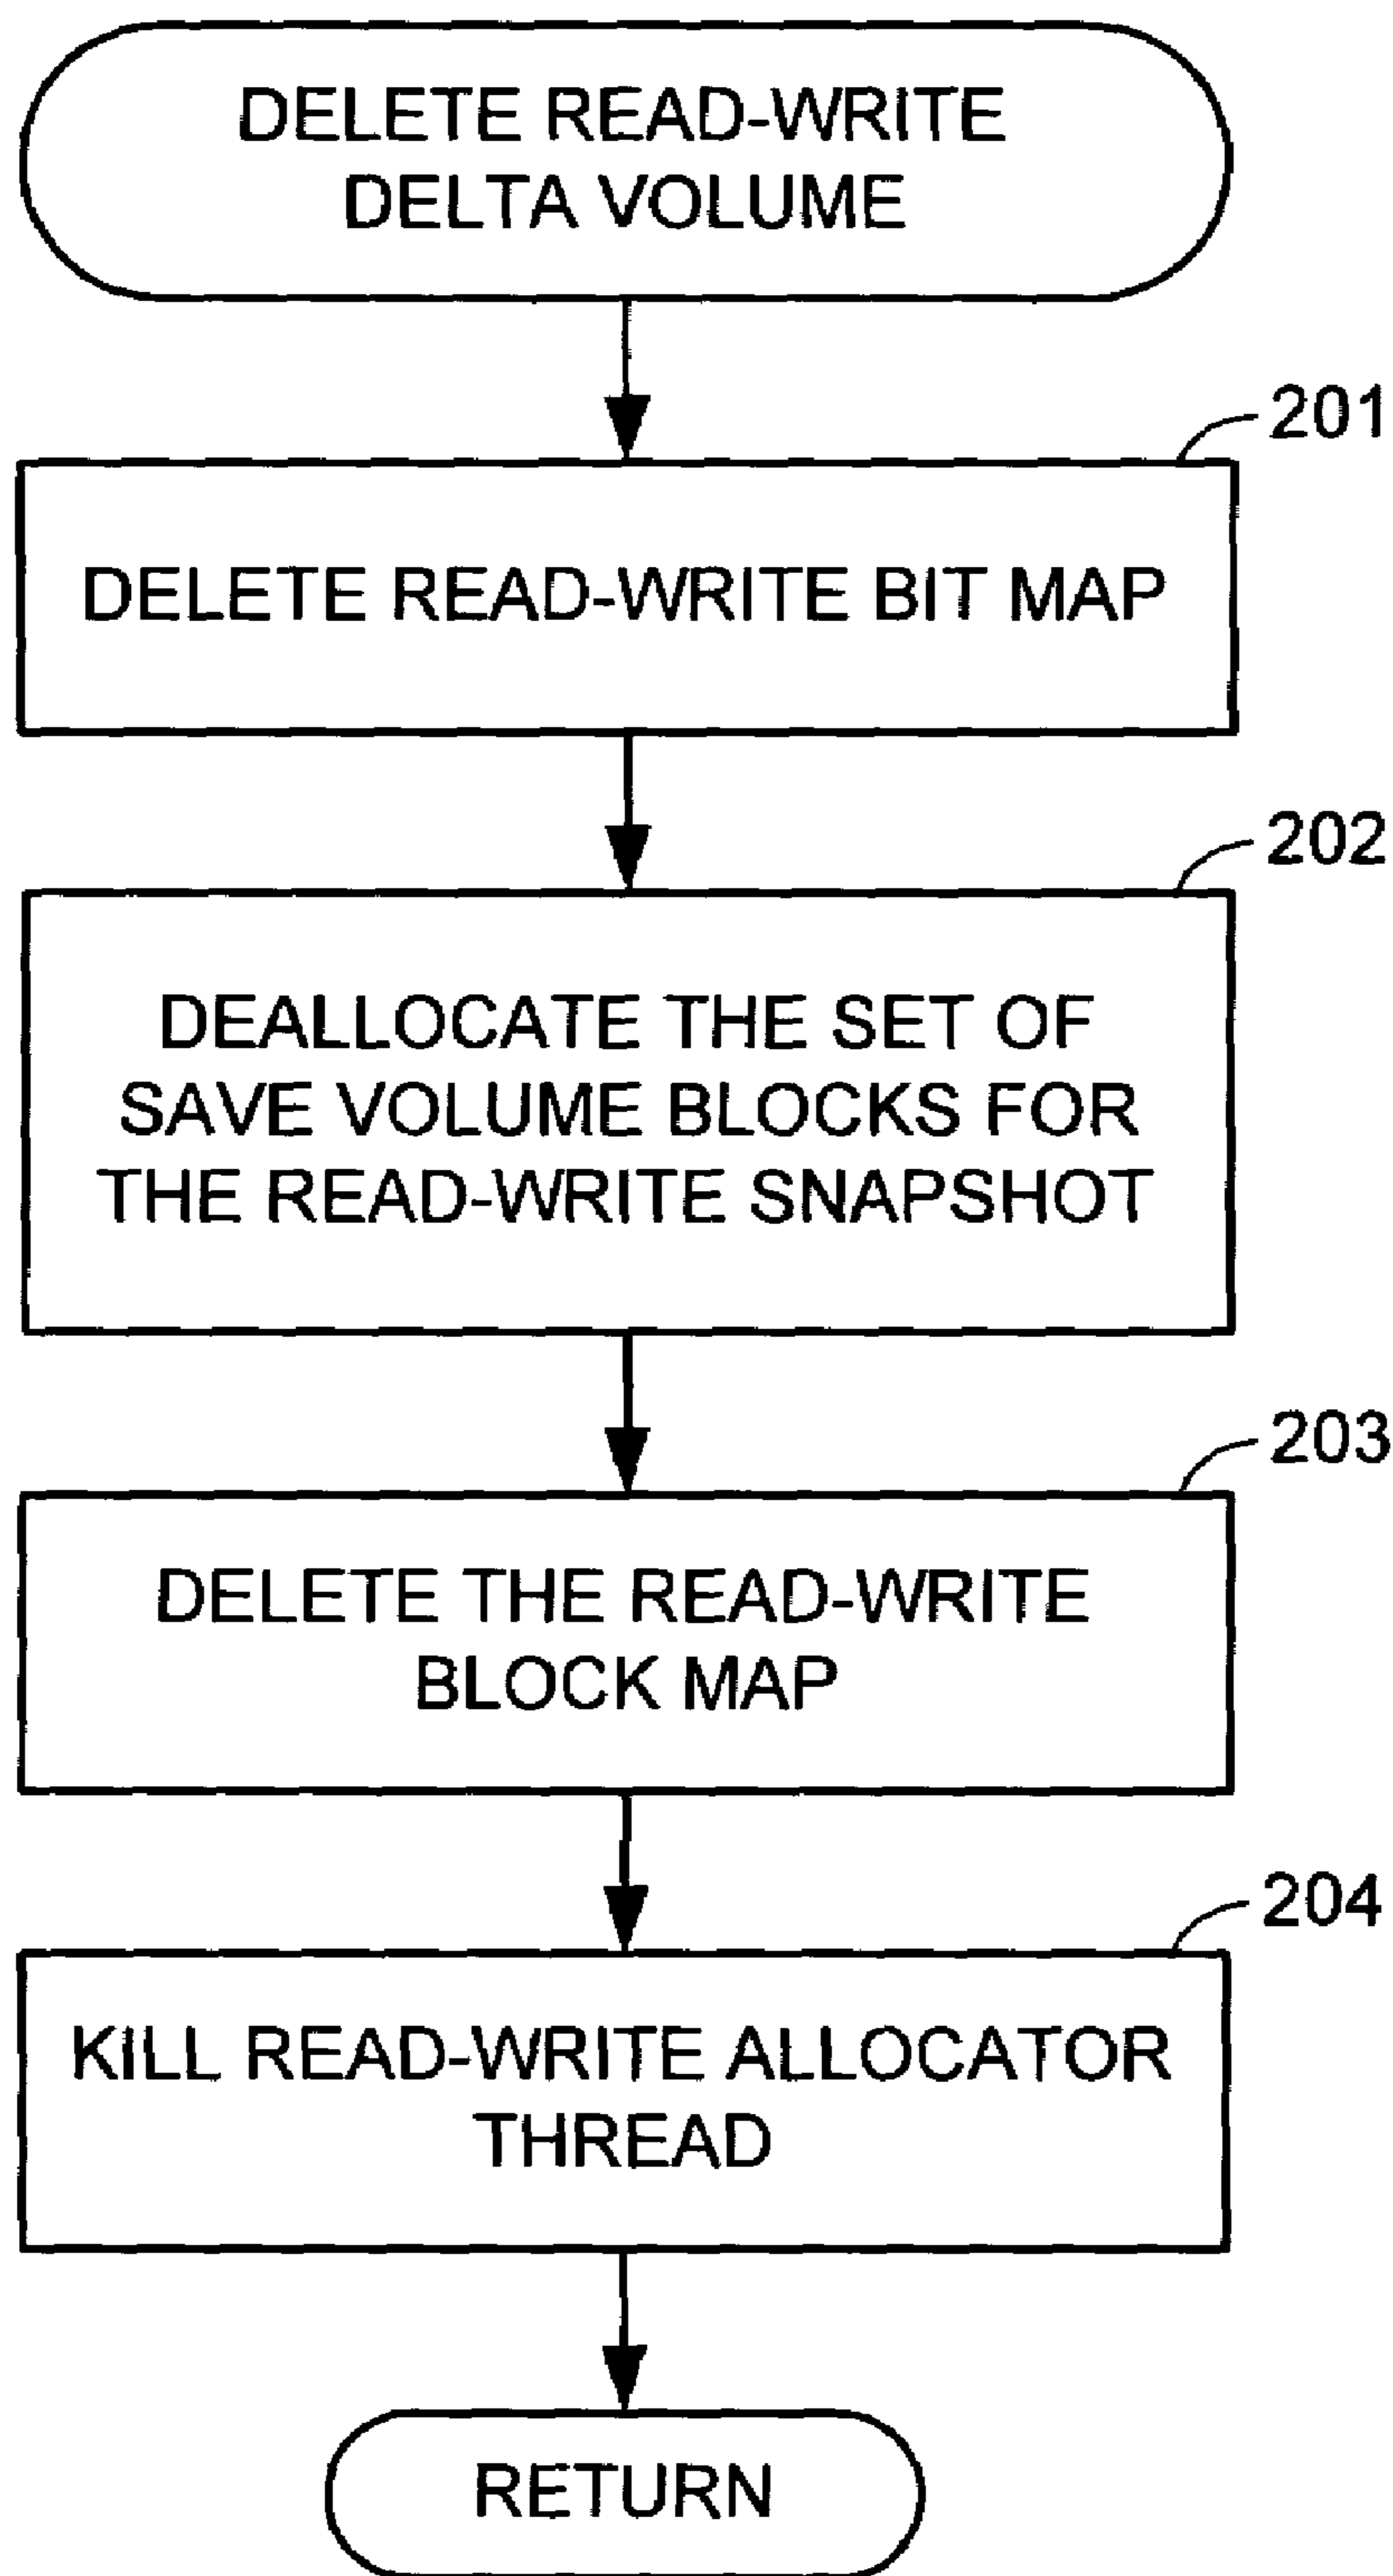 DELETE READ-WRITE
DELTA VOLUME
201
DELETE READ-WRITE BIT MAP
202
DEALLOCATE THE SET OF
SAVE VOLUME BLOCKS FOR
THE READ-WRITE SNAPSHOT
203
DELETE THE READ-WRITE
BLOCK MAP
204
KILL READ-WRITE ALLOCATOR
THREAD
RETURN